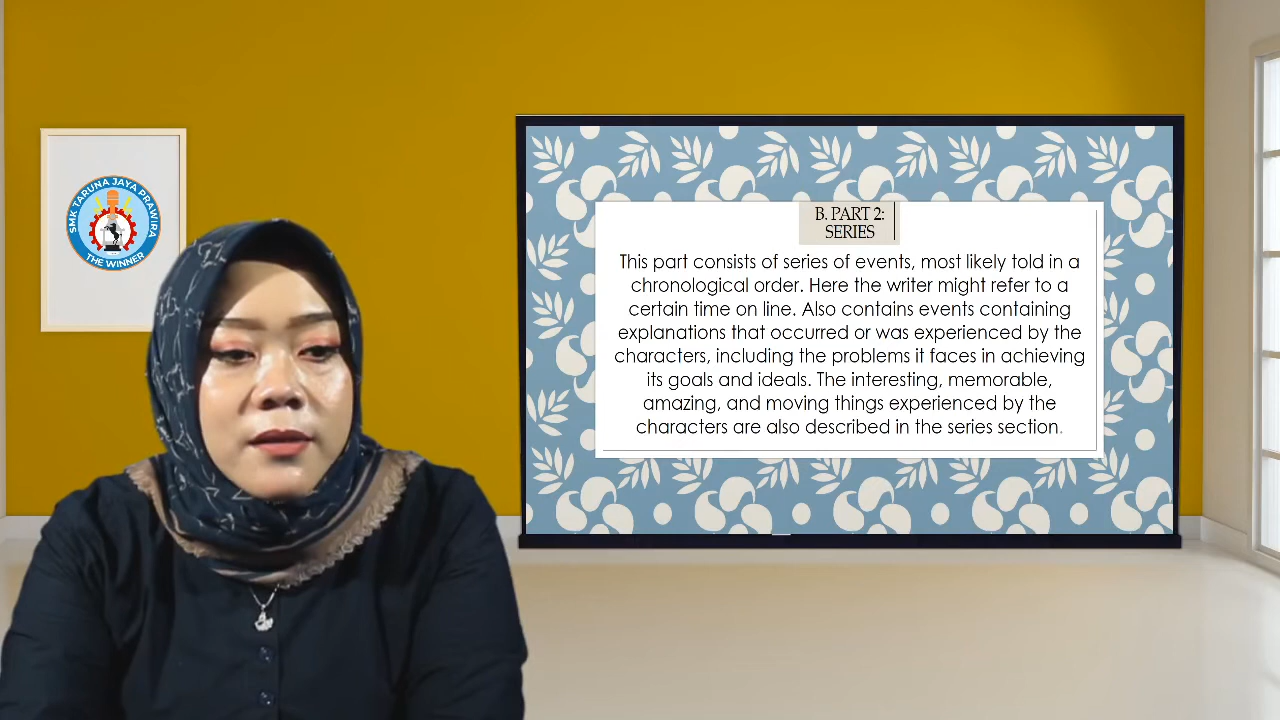 SMK TARUNA JAYA PRAWIRA
THE WINNER
B. PART 2:
SERIES
This part consists of series of events, most likely told in a
chronological order. Here the writer might refer to a
certain time on line. Also contains events containing
explanations that occurred or was experienced by the
characters, including the problems it faces in achieving
its goals and ideals. The interesting, memorable,
amazing, and moving things experienced by the
characters are also described in the series section.